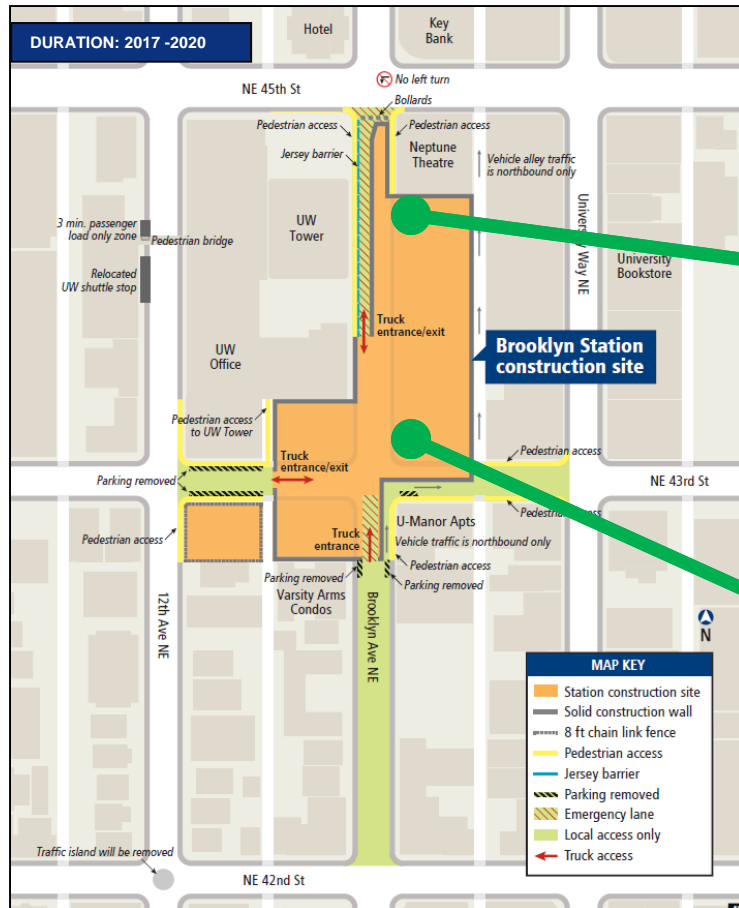 DURATION: 2017 -2020
Hotel
Key
Bank
No left turn
NE 45th St
Bollards
Pedestrian access
Pedestrian access
Jersey barrier
Neptune
Theatre
Vehicle alley traffic
is northbound only
3 min. passenger
load only zone
Pedestrian bridge
UW
Tower
University Way NE
Relocated
UW shuttle stop
University
Bookstore
Truck
entrance/exit
UW
Office
Brooklyn Station
construction site
Pedestrian access
to UW Tower
Pedestrian access
Truck
entrance/exit
Parking removed
NE 43rd St
Pedestrian access
Pedestrian access
U-Manor Apts
Truck
entrance
Vehicle traffic is northbound only
Pedestrian access
Parking removed
Parking removed
Varsity Arms
Condos
12th Ave NE
Brooklyn Ave NE
N
MAP KEY
Station construction site
Solid construction wall
8 ft chain link fence
Pedestrian access
Jersey barrier
Parking removed
Emergency lane
Local access only
Truck access
Traffic island will be removed
NE 42nd St